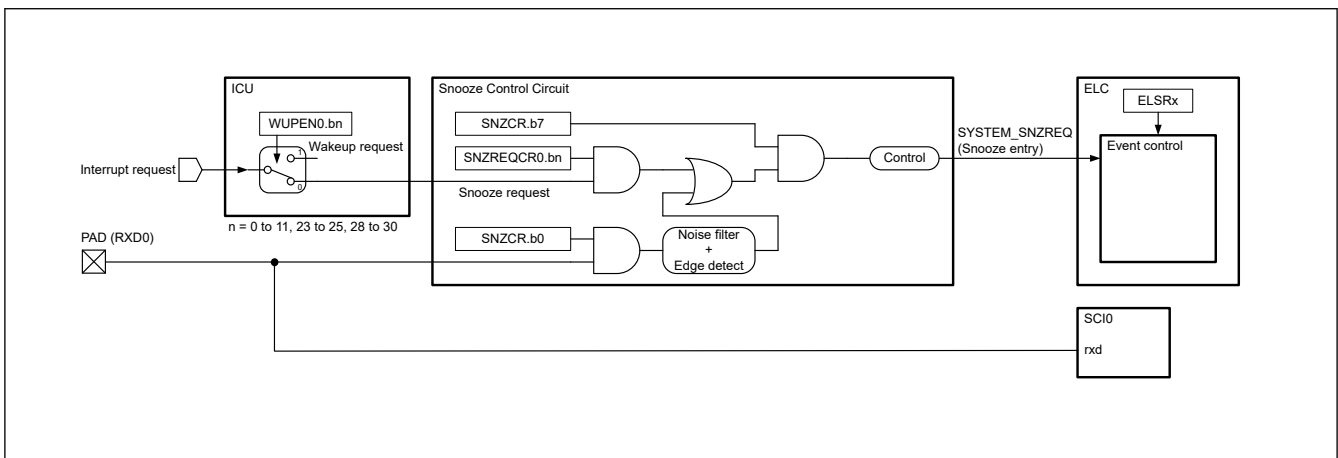 ICU
WUPEN0.bn
1
Wakeup request
0
Interrupt request
n = 0 to 11, 23 to 25, 28 to 30
PAD (RXD0)
Snooze Control Circuit
SNZCR.b7
SNZREQCR0.bn
Snooze request
SNZCR.b0
Noise filter
+
Edge detect
Control
SYSTEM_SNZREQ
(Snooze entry)
ELC
ELSRx
Event control
SCI0
rxd